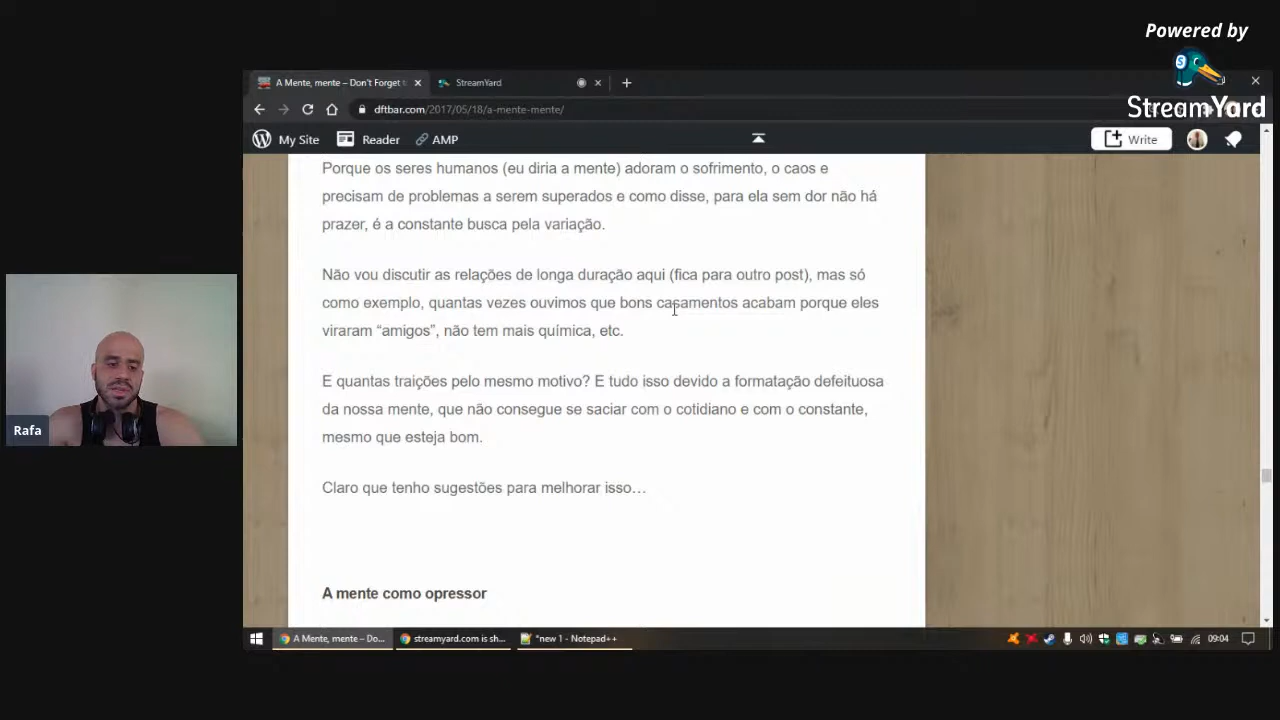 Powered by
StreamYard
A Mente, mente – Don't Forget
StreamYard
dftbar.com/2017/05/18/a-mente-mente/
My Site
Reader
AMP
Write
Porque os seres humanos (eu diria a mente) adoram o sofrimento, o caos e
precisam de problemas a serem superados e como disse, para ela sem dor não há
prazer, é a constante busca pela variação.
Não vou discutir as relações de longa duração aqui (fica para outro post), mas só
como exemplo, quantas vezes ouvimos que bons casamentos acabam porque eles
viraram “amigos”, não tem mais química, etc.
E quantas traições pelo mesmo motivo? E tudo isso devido a formatação defeituosa
da nossa mente, que não consegue se saciar com o cotidiano e com o constante,
mesmo que esteja bom.
Claro que tenho sugestões para melhorar isso…
A mente como opressor
Rafa
A Mente, mente – Do...
streamyard.com is sh...
*new 1 - Notepad++
09:04